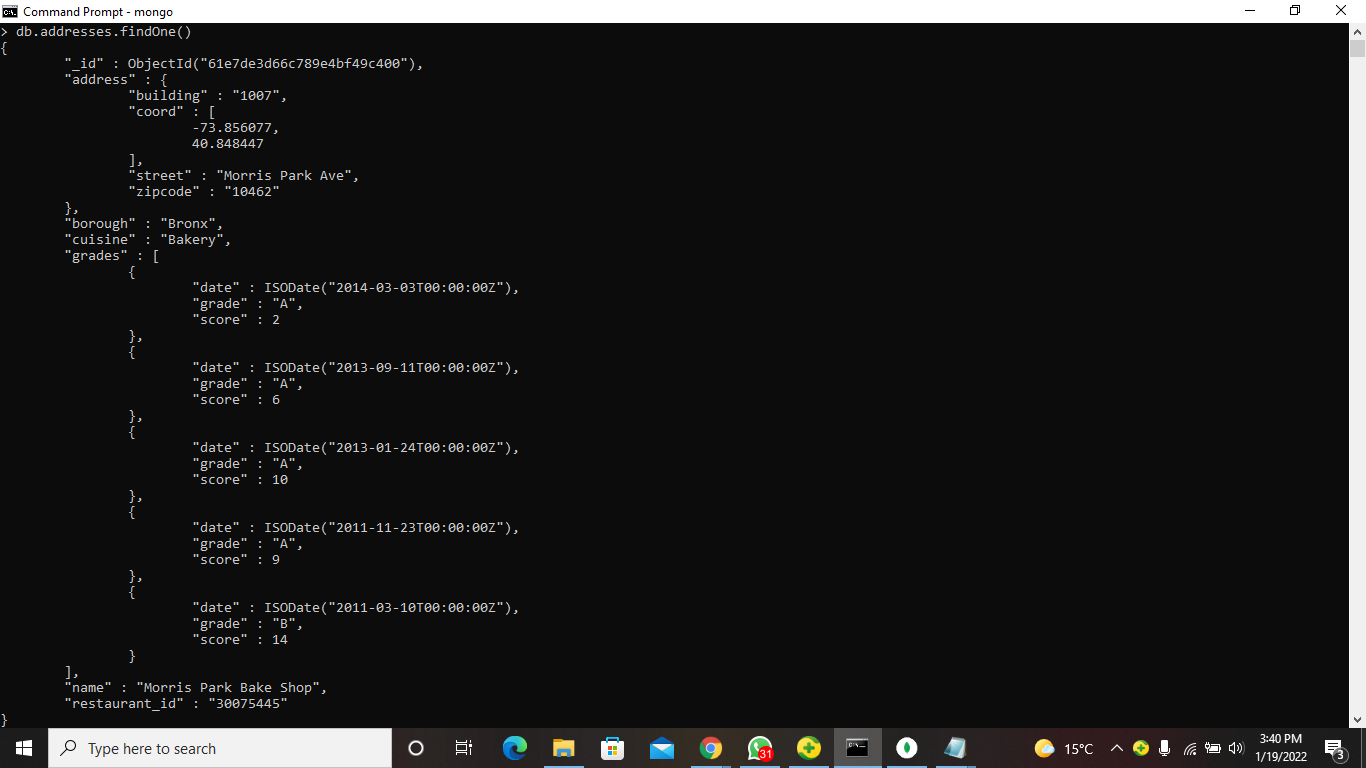 Command Prompt - mongo
> db.addresses.findOne()
{
"_id" : ObjectId("61e7de3d66c789e4bf49c400"),
"address" : {
"building" : "1007",
"coord" : [
-73.856077,
40.848447
],
"street" : "Morris Park Ave",
"zipcode" : "10462"
},
"borough" : "Bronx",
"cuisine" : "Bakery",
"grades" : [
{
"date" : ISODate("2014-03-03T00:00:00Z"),
"grade" : "A",
"score" : 2
},
{
"date" : ISODate("2013-09-11T00:00:00Z"),
"grade" : "A",
"score" : 6
},
{
"date" : ISODate("2013-01-24T00:00:00Z"),
"grade" : "A",
"score" : 10
},
{
"date" : ISODate("2011-11-23T00:00:00Z"),
"grade" : "A",
"score" : 9
},
{
"date" : ISODate("2011-03-10T00:00:00Z"),
"grade" : "B",
"score" : 14
}
],
"name" : "Morris Park Bake Shop",
"restaurant_id" : "30075445"
}
Type here to search
31
15°C
3:40 PM
1/19/2022
3